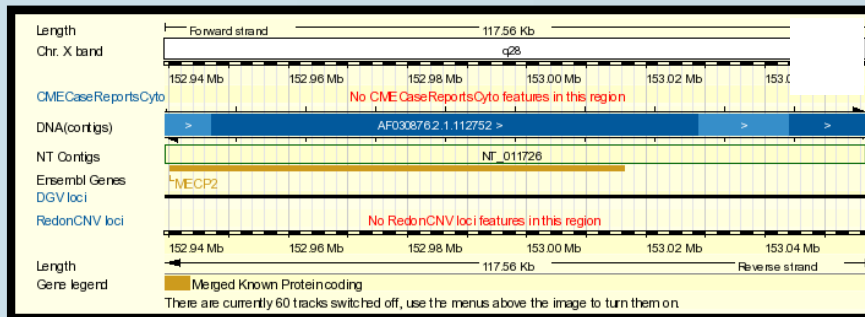 Length Forward strand 117.56 Kb
Chr. X band q28
152.94 Mb 152.96 Mb 152.98 Mb 153.00 Mb 153.02 Mb
CMECaseReportsCyto No CMECaseReportsCyto features in this region
DNA(contigs) > AF030876.2.1.112752 > > >
NT Contigs NT_011726
Ensembl Genes MECP2
DGV loci
RedonCNV loci No RedonCNV loci features in this region
152.94 Mb 152.96 Mb 152.98 Mb 153.00 Mb 153.02 Mb 153.04 Mb
Length 117.56 Kb Reverse strand
Gene legend Merged Known Protein coding
There are currently 60 tracks switched off, use the menus above the image to turn them on.